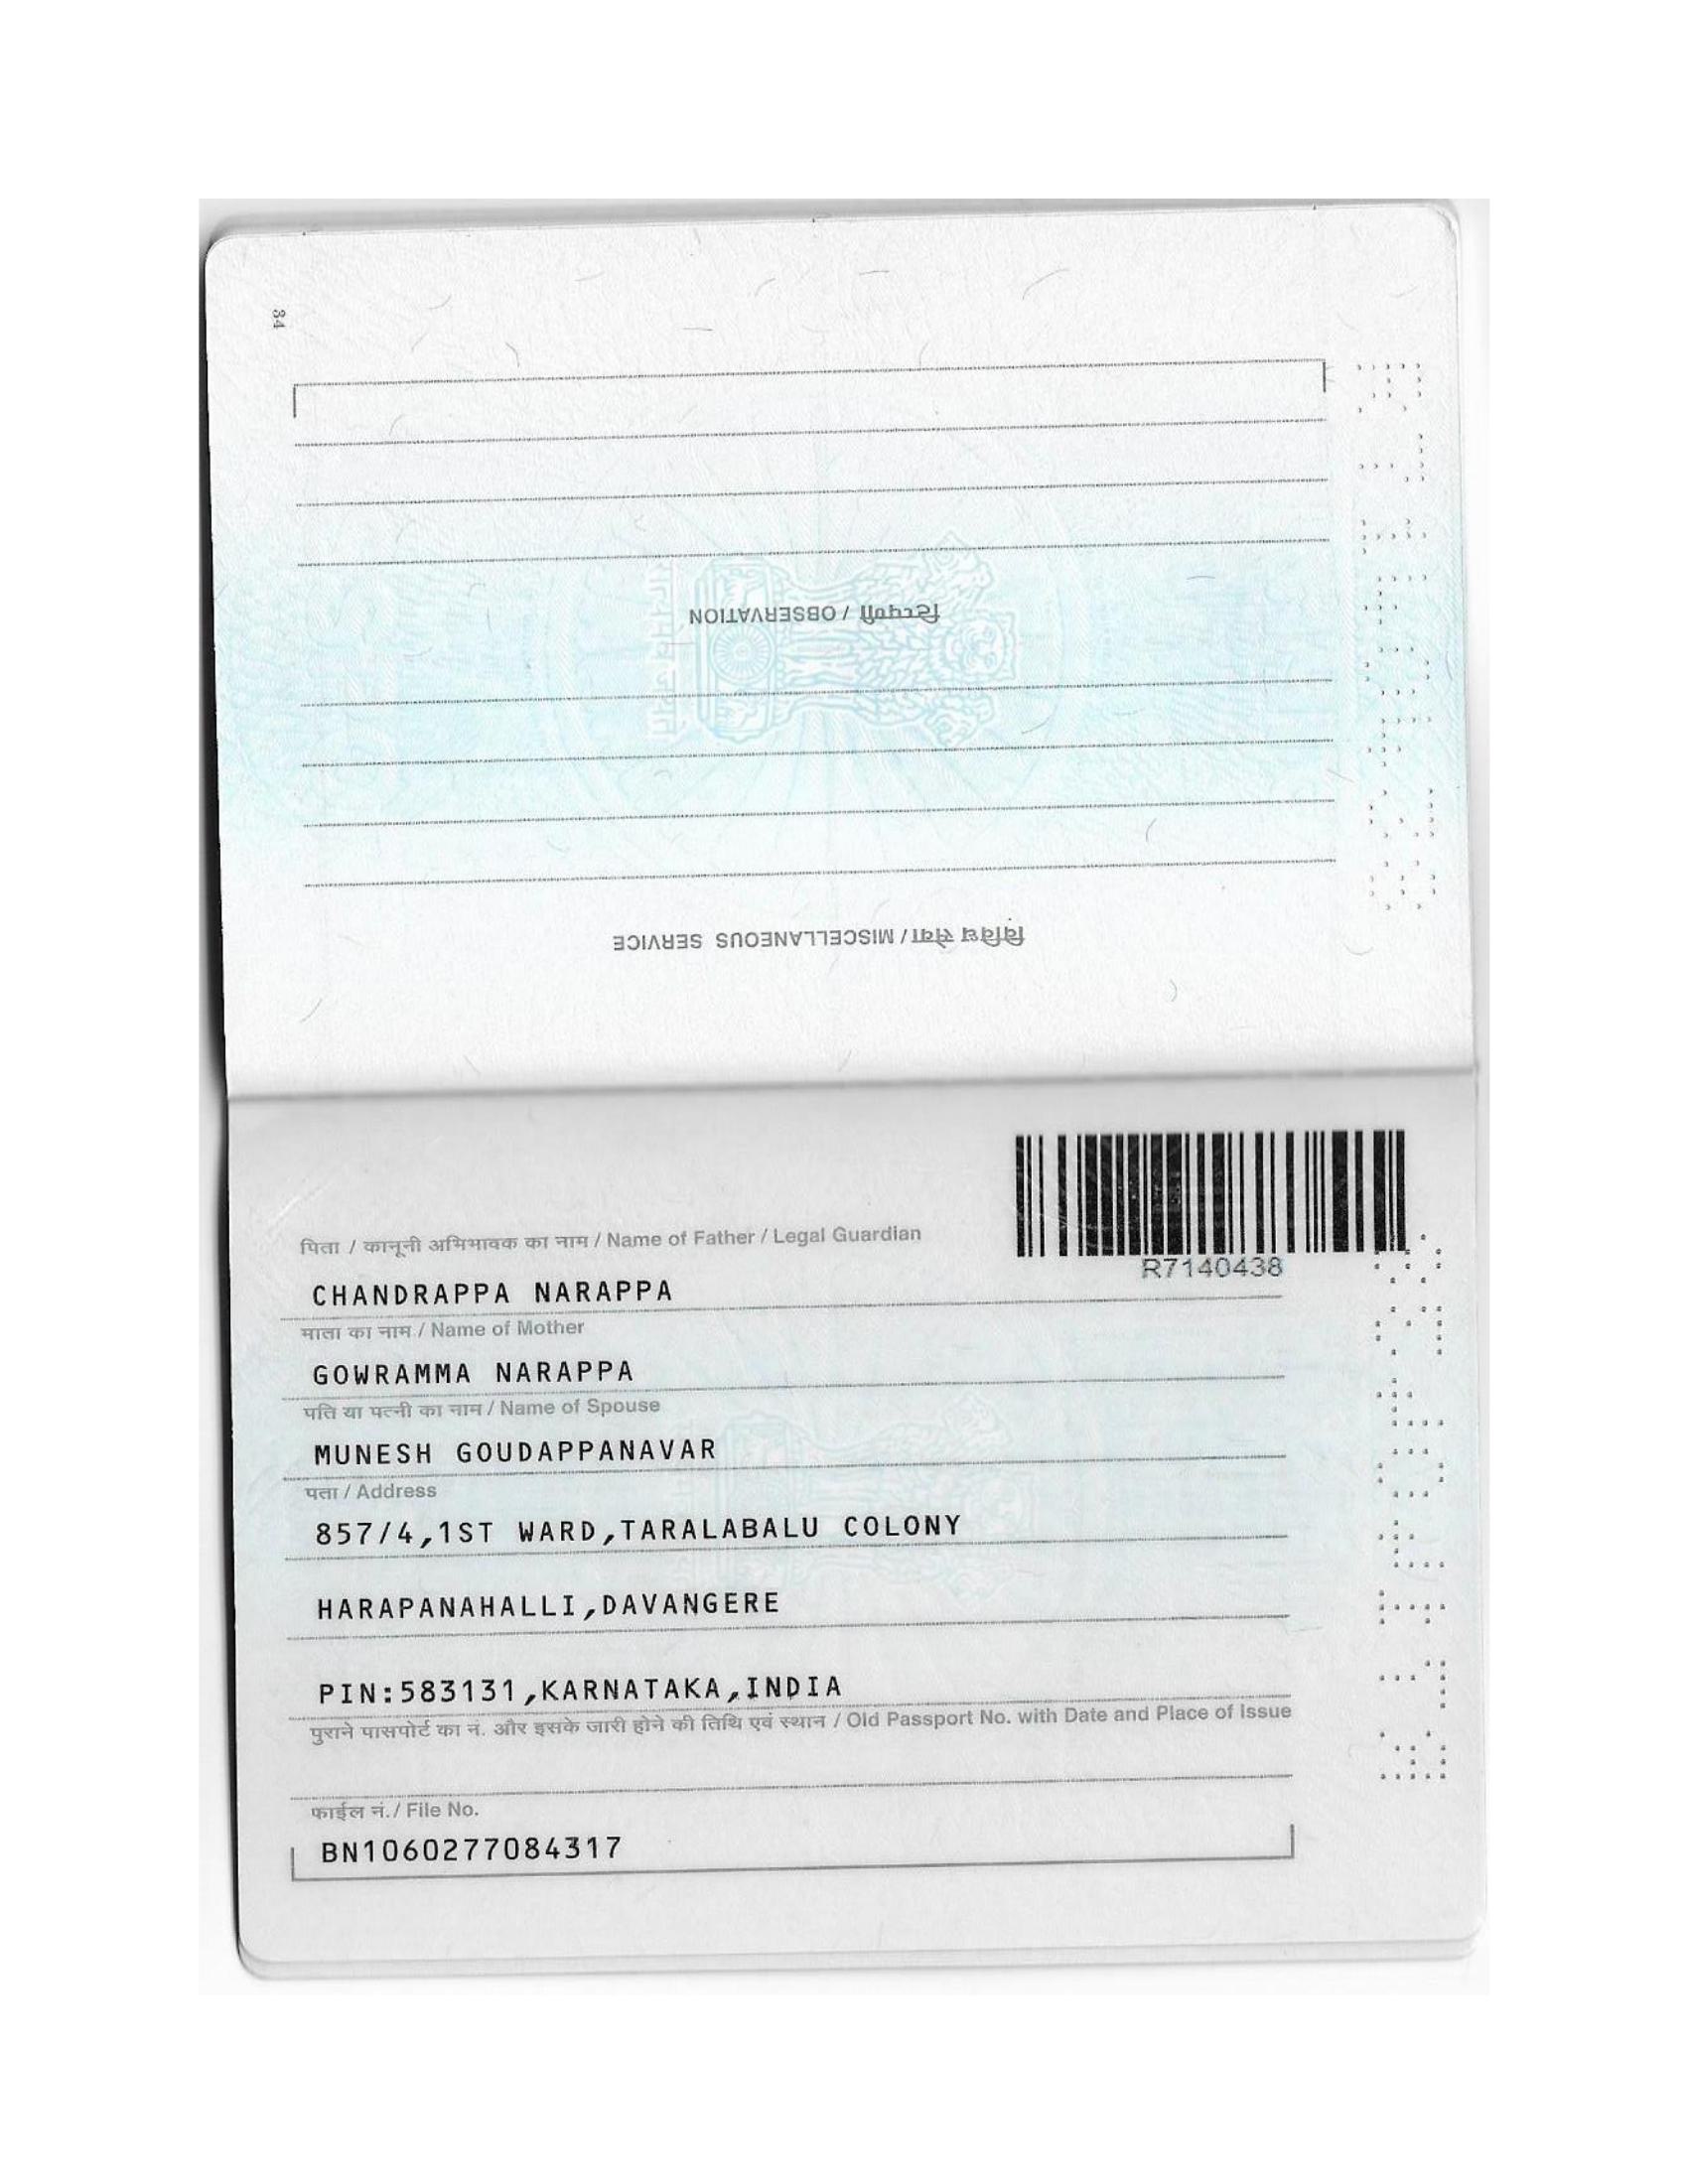 34
टिप्पणी / OBSERVATION
विविध सेवा / MISCELLANEOUS SERVICE
R7140438
पिता / कानूनी अभिभावक का नाम / Name of Father / Legal Guardian
CHANDRAPPA NARAPPA
माता का नाम / Name of Mother
GOWRAMMA NARAPPA
पति या पत्नी का नाम / Name of Spouse
MUNESH GOUDAPPANAVAR
पता / Address
857/4,1ST WARD,TARALABALU COLONY
HARAPANAHALLI,DAVANGERE
PIN:583131,KARNATAKA,INDIA
पुराने पासपोर्ट का नं. और इसके जारी होने की तिथि एवं स्थान / Old Passport No. with Date and Place of Issue
फाईल नं./ File No.
BN1060277084317